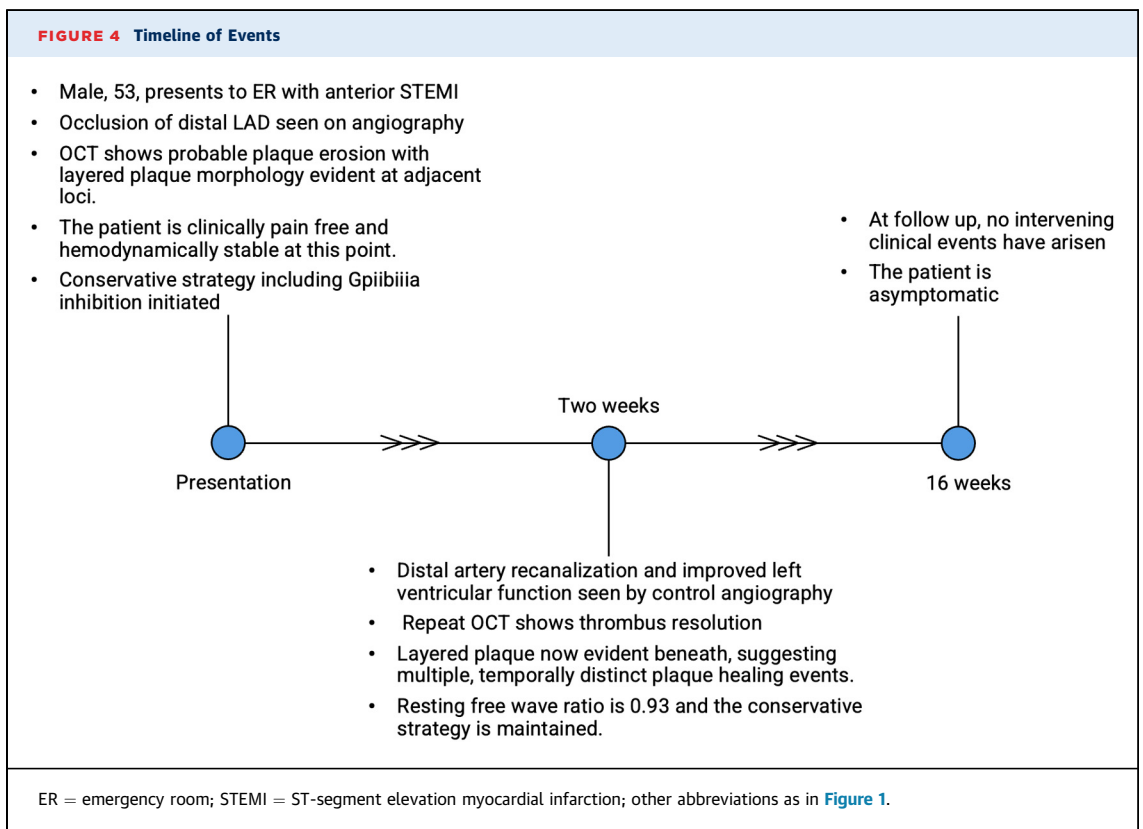 FIGURE 4 Timeline of Events
• Male, 53, presents to ER with anterior STEMI
• Occlusion of distal LAD seen on angiography
• OCT shows probable plaque erosion with
layered plaque morphology evident at adjacent
loci.
• The patient is clinically pain free and
hemodynamically stable at this point.
• Conservative strategy including Gpiibiiia
inhibition initiated
Presentation
Two weeks
• Distal artery recanalization and improved left
ventricular function seen by control angiography
• Repeat OCT shows thrombus resolution
• Layered plaque now evident beneath, suggesting
multiple, temporally distinct plaque healing events.
• Resting free wave ratio is 0.93 and the conservative
strategy is maintained.
• At follow up, no intervening
clinical events have arisen
• The patient is
asymptomatic
16 weeks
ER = emergency room; STEMI = ST-segment elevation myocardial infarction; other abbreviations as in Figure 1.